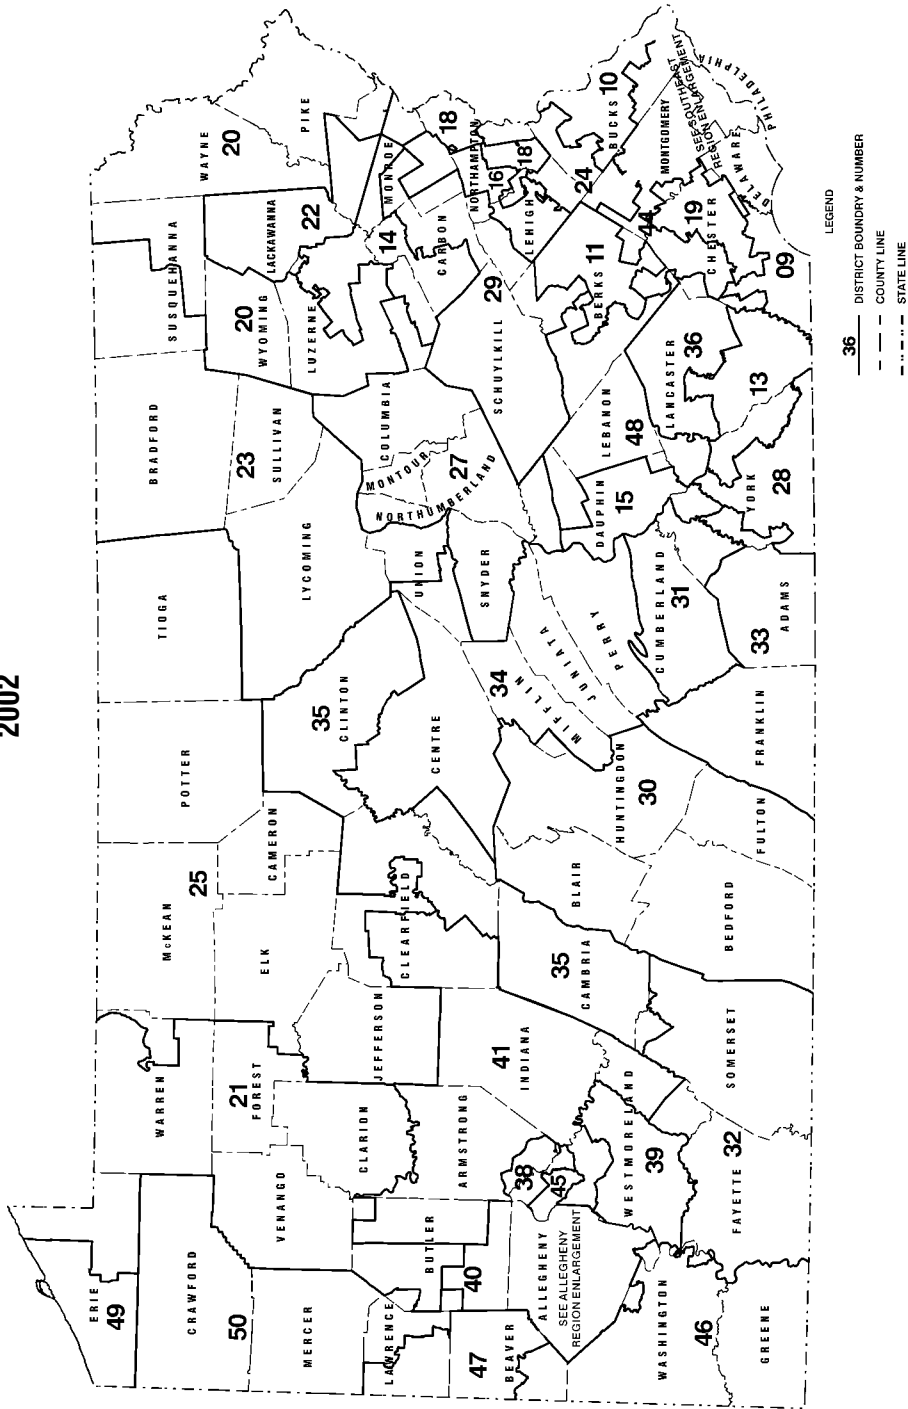 2002
ERIE
49
CRAWFORD
50
MERCER
LAWRENCE
47
BEAVER
WARREN
21
FOREST
VENANGO
CLARION
BUTLER
40
ARMSTRONG
ALLEGHENY
SEE ALLEGHENY
REGION ENLARGEMENT
38
45
WASHINGTON
46
GREENE
WESTMORELAND
39
FAYETTE
32
SOMERSET
McKEAN
25
ELK
CAMERON
POTTER
JEFFERSON
CLEARFIELD
41
INDIANA
35
CAMBRIA
BLAIR
BEDFORD
HUNTINGDON
30
FULTON
FRANKLIN
35
CLINTON
CENTRE
TIOGA
LYCOMING
BRADFORD
23
SULLIVAN
UNION
SNYDER
34
MIFFLIN
JUNIATA
PERRY
CUMBERLAND
31
33
ADAMS
COLUMBIA
MONTOUR
NORTHUMBERLAND
27
DAUPHIN
15
LEBANON
48
YORK
28
SUSQUEHANNA
20
WYOMING
LUZERNE
LACKAWANNA
22
WAYNE
20
PIKE
MONROE
14
CARBON
SCHUYLKILL
29
18
NORTHAMPTON
16
18
LEHIGH
24
BERKS
11
44
LANCASTER
36
13
BUCKS
10
MONTGOMERY
SEE SOUTHEAST
REGION ENLARGEMENT
CHESTER
19
09
DELAWARE
PHILADELPHIA
LEGEND
36 DISTRICT BOUNDRY & NUMBER
COUNTY LINE
STATE LINE